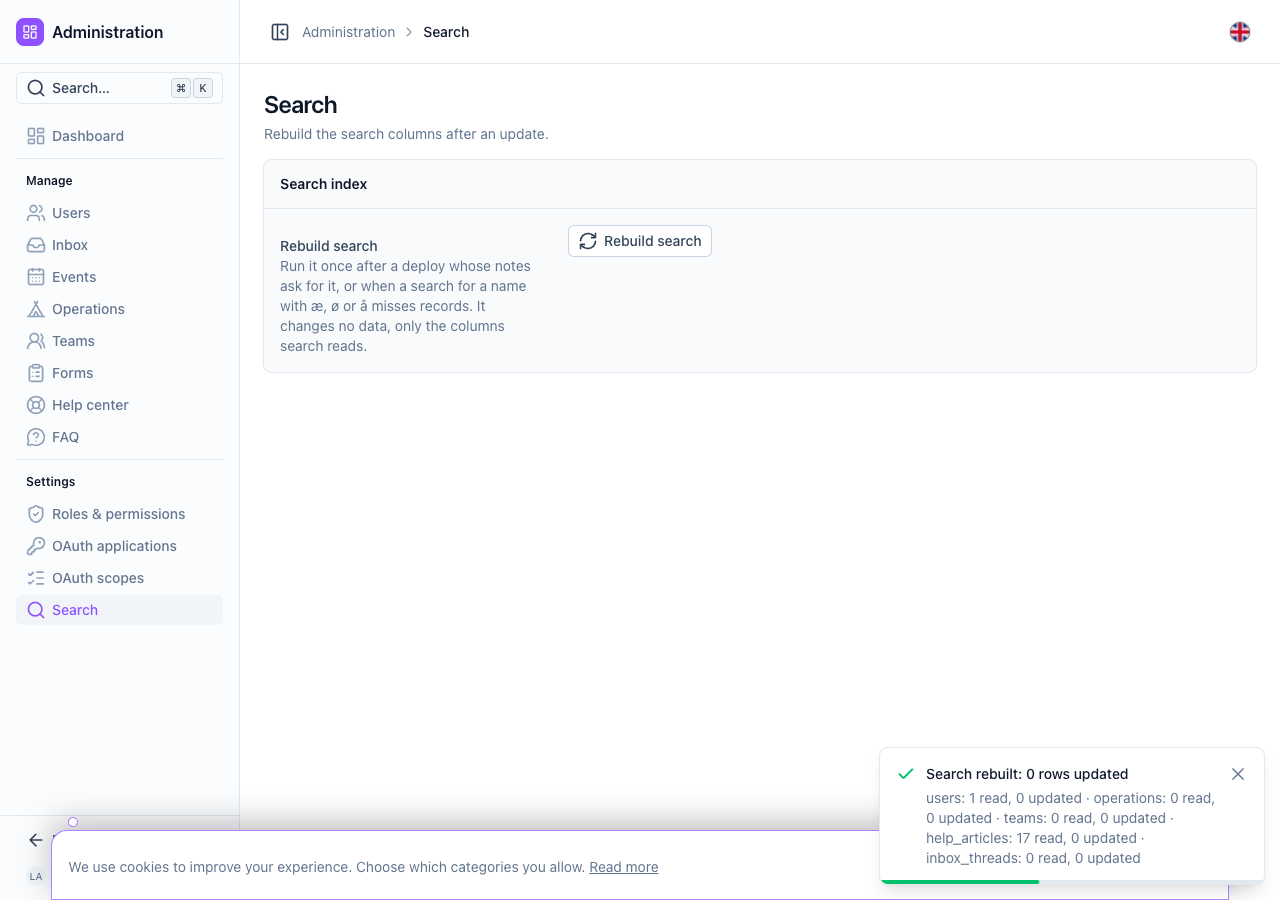 Administration
Search...
⌘ K
Dashboard
Manage
Users
Inbox
Events
Operations
Teams
Forms
Help center
FAQ
Settings
Roles & permissions
OAuth applications
OAuth scopes
Search
LA
Administration
Search
Search
Rebuild the search columns after an update.
Search index
Rebuild search
Run it once after a deploy whose notes
ask for it, or when a search for a name
with æ, ø or å misses records. It
changes no data, only the columns
search reads.
Rebuild search
We use cookies to improve your experience. Choose which categories you allow. Read more
Search rebuilt: 0 rows updated
users: 1 read, 0 updated · operations: 0 read,
0 updated · teams: 0 read, 0 updated ·
help_articles: 17 read, 0 updated ·
inbox_threads: 0 read, 0 updated